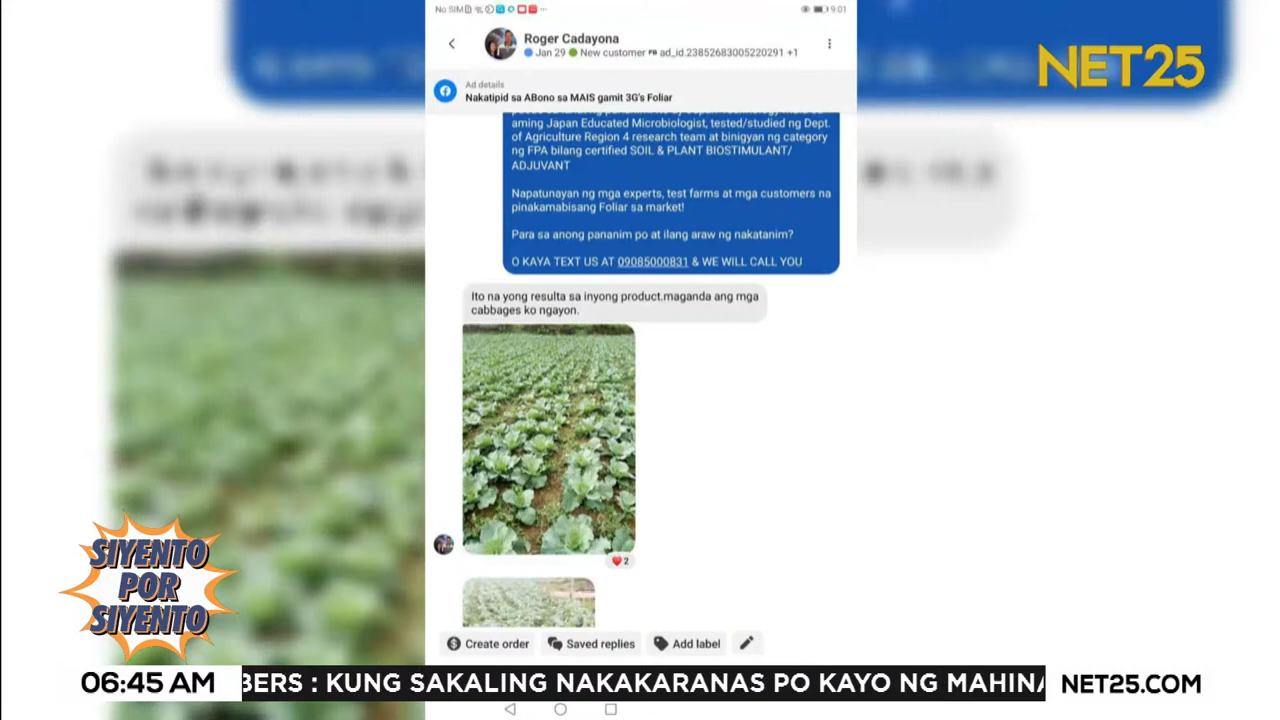 No SIM
9:01
Roger Cadayona
Jan 29 New customer FB ad_id.23852683005220291 +1
NET25
Ad details
Nakatipid sa ABono sa MAIS gamit 3G's Foliar
aming Japan Educated Microbiologist, tested/studied ng Dept.
of Agriculture Region 4 research team at binigyan ng category
ng FPA bilang certified SOIL & PLANT BIOSTIMULANT/
ADJUVANT
Napatunayan ng mga experts, test farms at mga customers na
pinakamabisang Foliar sa market!
Para sa anong pananim po at ilang araw ng nakatanim?
O KAYA TEXT US AT 09085000831 & WE WILL CALL YOU
Ito na yong resulta sa inyong product.maganda ang mga
cabbages ko ngayon.
2
SIYENTO
POR
SIYENTO
Create order
Saved replies
Add label
06:45 AM
BERS : KUNG SAKALING NAKAKARANAS PO KAYO NG MAHINA
NET25.COM